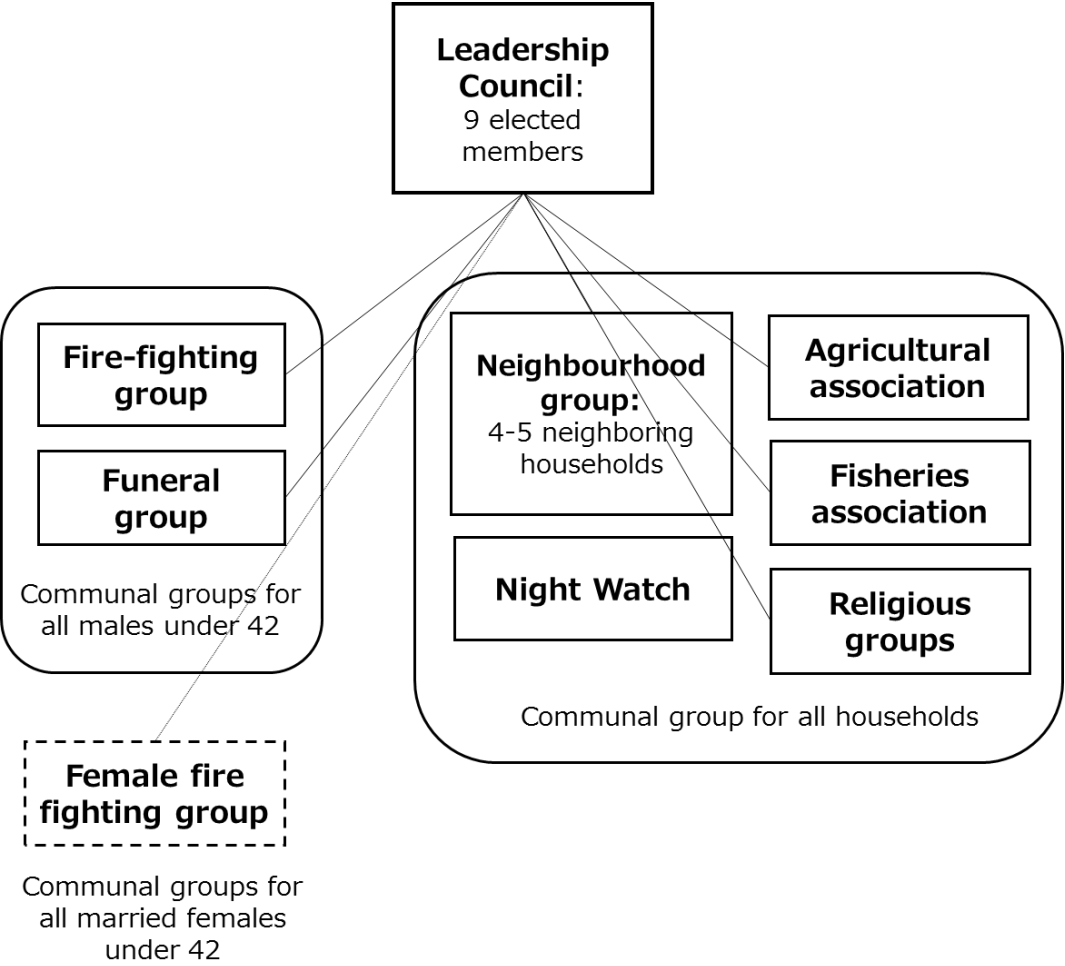 Leadership
Council:
9 elected
members
Fire-fighting
group
Funeral
group
Communal groups for
all males under 42
Female fire
fighting group
Communal groups for
all married females
under 42
Neighbourhood
group:
4-5 neighboring
households
Night Watch
Agricultural
association
Fisheries
association
Religious
groups
Communal group for all households